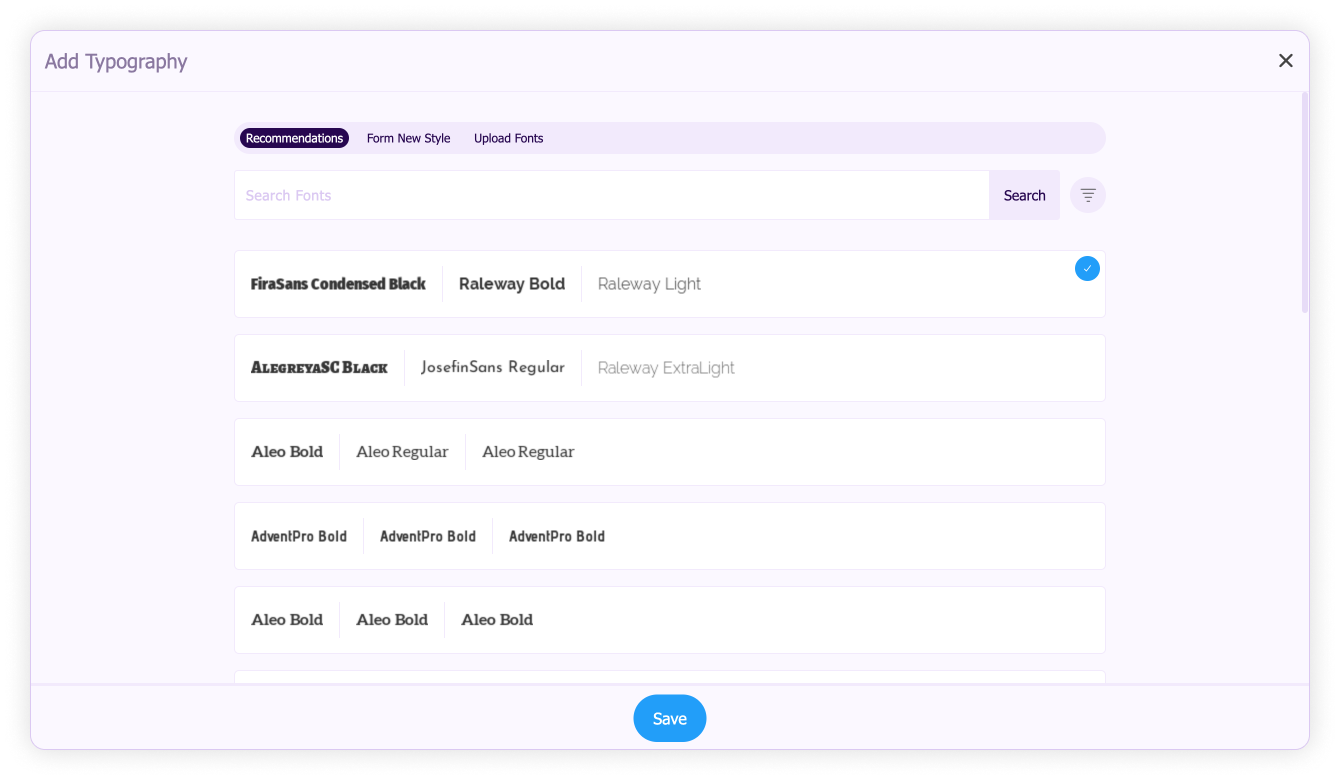 Add Typography
Recommendations Form New Style Upload Fonts
Search Fonts Search
FiraSans Condensed Black Raleway Bold Raleway Light
AlegreyaSC Black JosefinSans Regular Raleway ExtraLight
Aleo Bold Aleo Regular Aleo Regular
AdventPro Bold AdventPro Bold AdventPro Bold
Aleo Bold Aleo Bold Aleo Bold
Save